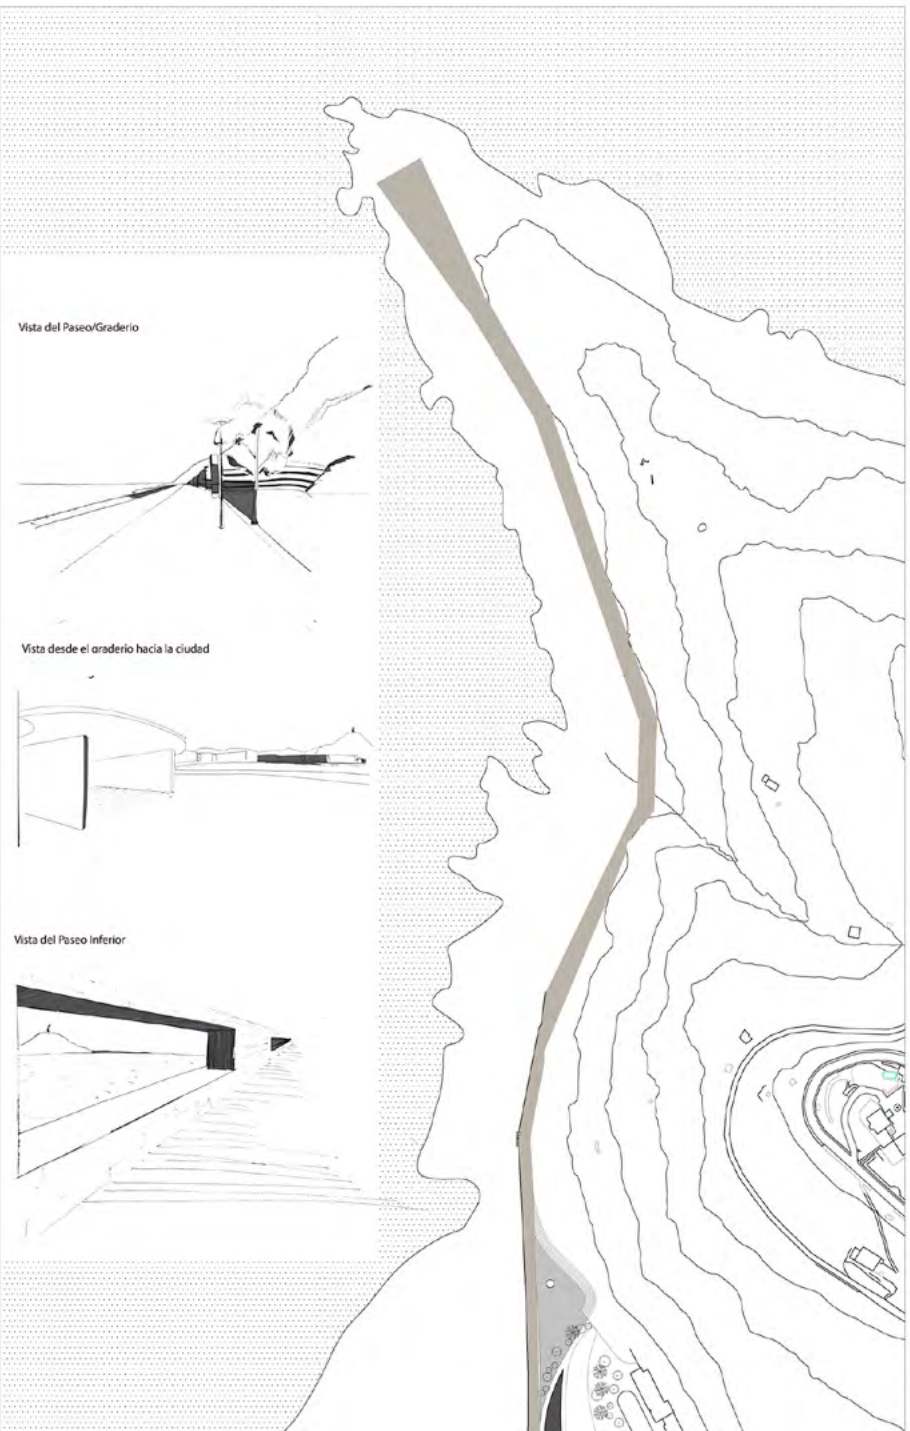 Vista del Paseo/Graderio
Vista desde el graderio hacia la ciudad
Vista del Paseo Inferior